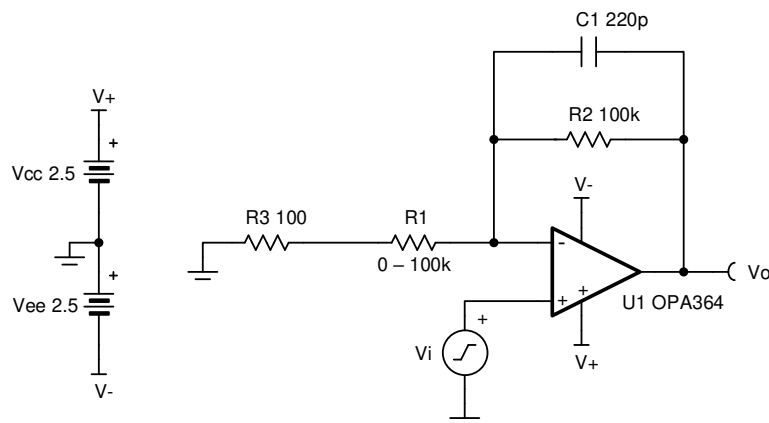 C1 220p
V+
+
R2 100k
Vcc 2.5
V-
R3 100
R1
-
0 – 100k
+
Vo
Vee 2.5
+
+
U1 OPA364
+
Vi
V+
V-